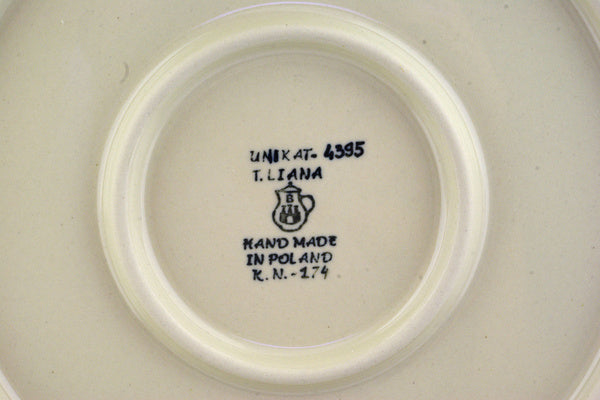 UNIKAT- 4395
T. LIANA
B
HAND MADE
IN POLAND
K.N.-174